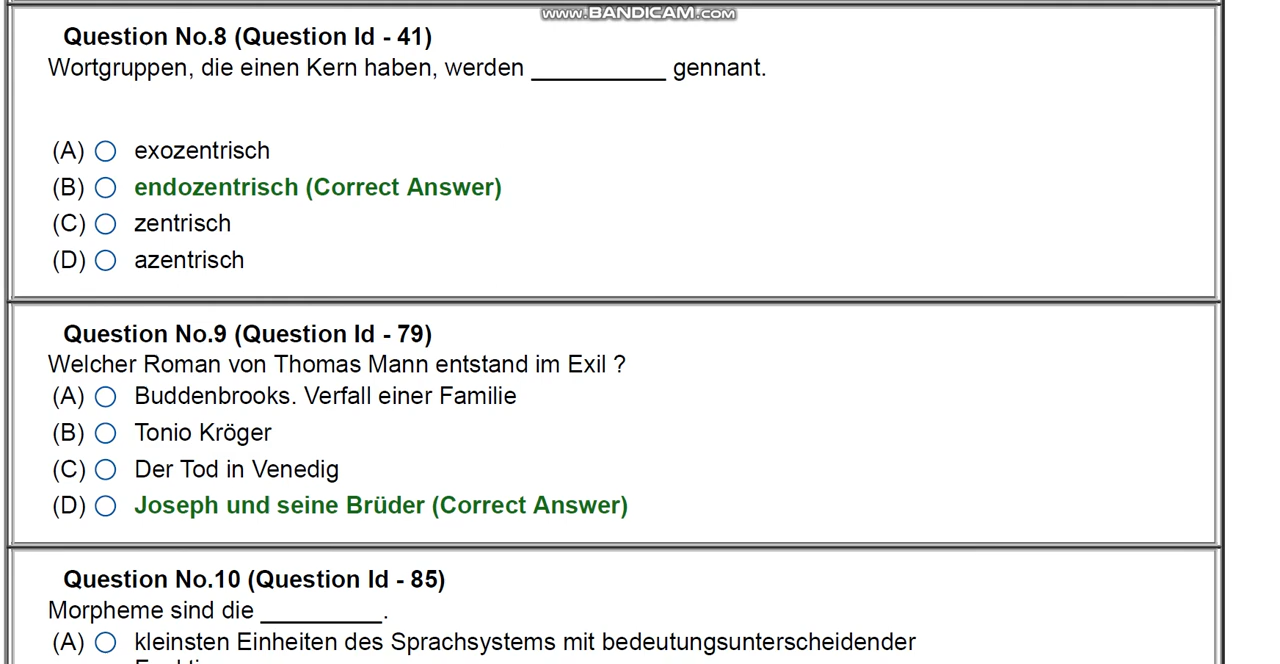 www.BANDICAM.com
Question No.8 (Question Id - 41)
Wortgruppen, die einen Kern haben, werden __________ gennant.
(A) exozentrisch
(B) endozentrisch (Correct Answer)
(C) zentrisch
(D) azentrisch
Question No.9 (Question Id - 79)
Welcher Roman von Thomas Mann entstand im Exil ?
(A) Buddenbrooks. Verfall einer Familie
(B) Tonio Kröger
(C) Der Tod in Venedig
(D) Joseph und seine Brüder (Correct Answer)
Question No.10 (Question Id - 85)
Morpheme sind die _________.
(A) kleinsten Einheiten des Sprachsystems mit bedeutungsunterscheidender